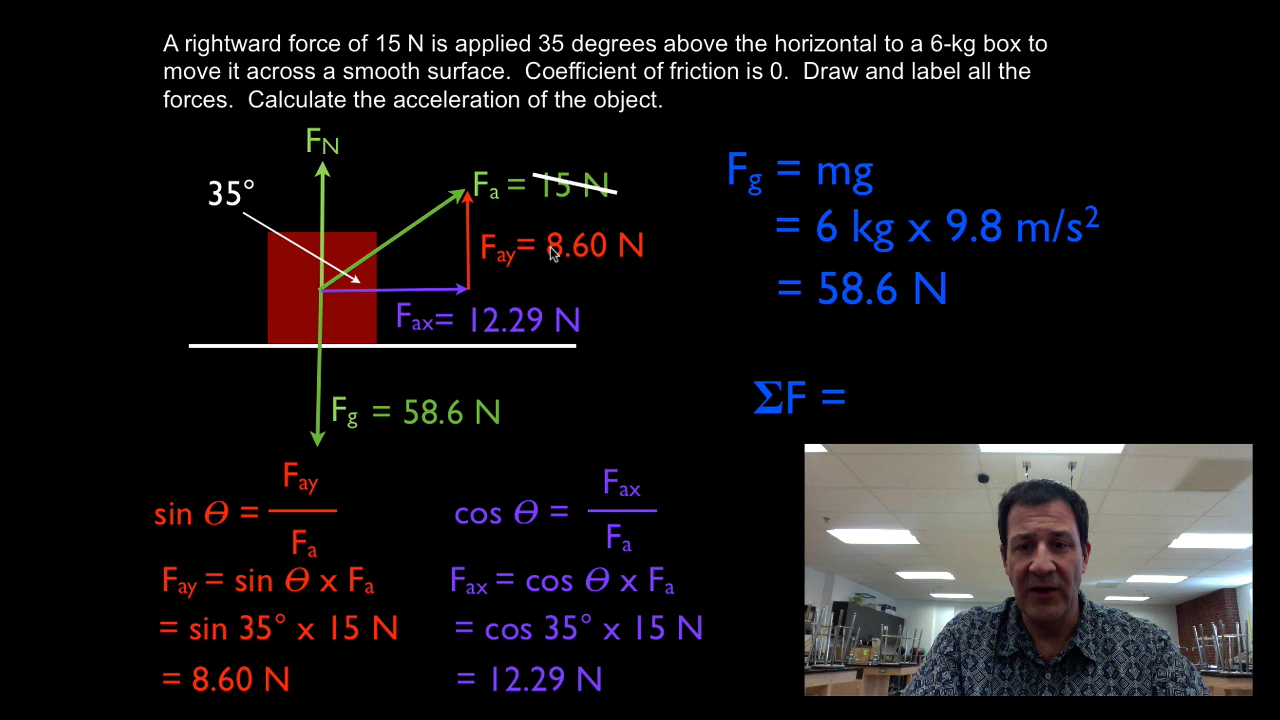 A rightward force of 15 N is applied 35 degrees above the horizontal to a 6-kg box to
move it across a smooth surface. Coefficient of friction is 0. Draw and label all the
forces. Calculate the acceleration of the object.
FN
35°
Fa = 15 N
Fay = 8.60 N
Fax = 12.29 N
Fg = 58.6 N
Fg = mg
= 6 kg x 9.8 m/s²
= 58.6 N
ΣF =
sin Θ = Fay
Fa
Fay = sin Θ x Fa
= sin 35° x 15 N
= 8.60 N
cos Θ = Fax
Fa
Fax = cos Θ x Fa
= cos 35° x 15 N
= 12.29 N